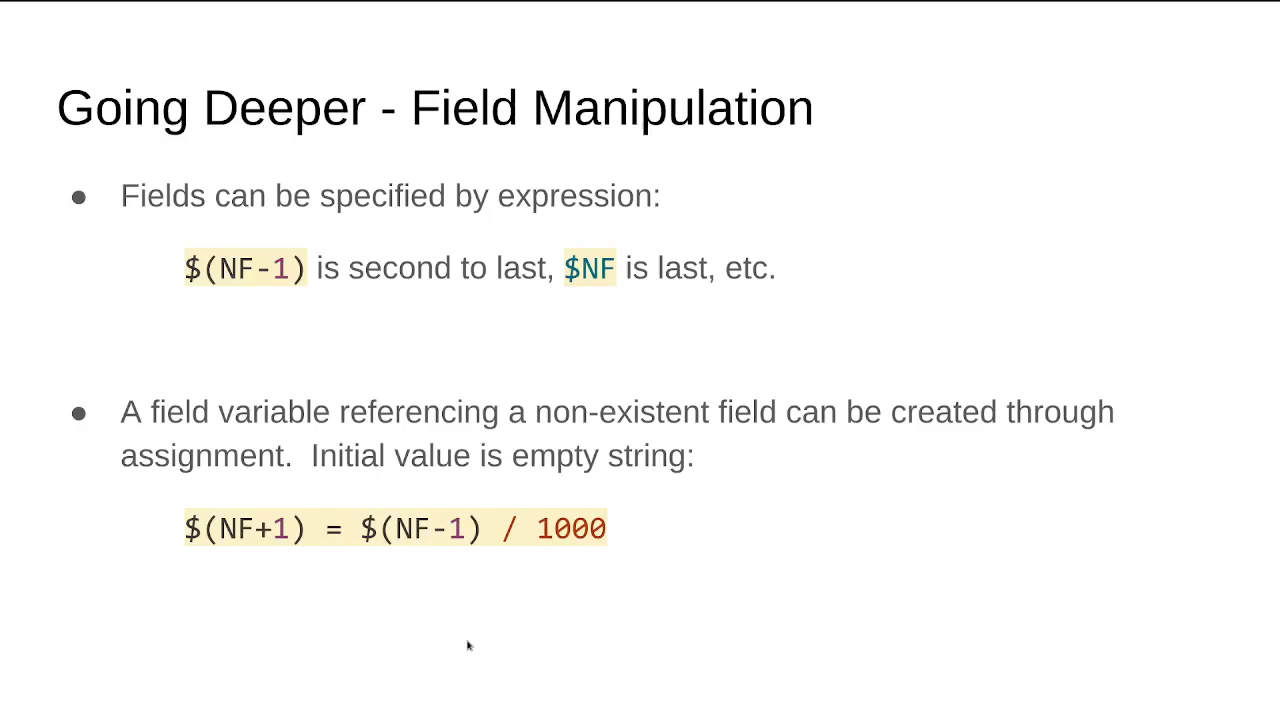 Going Deeper - Field Manipulation
● Fields can be specified by expression:
$(NF-1) is second to last, $NF is last, etc.
● A field variable referencing a non-existent field can be created through
assignment.  Initial value is empty string:
$(NF+1) = $(NF-1) / 1000